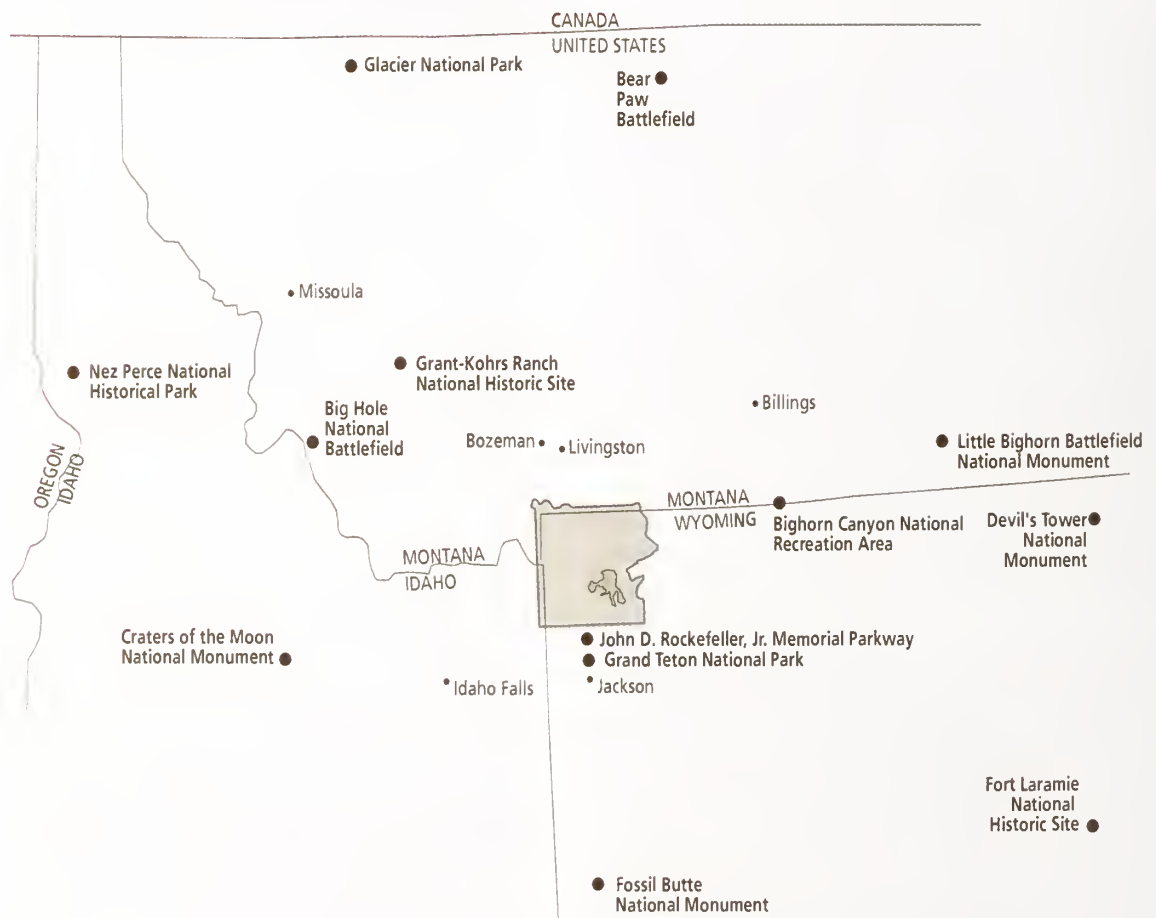 CANADA
UNITED STATES
Glacier National Park
Bear
Paw
Battlefield
Missoula
Nez Perce National
Historical Park
Grant-Kohrs Ranch
National Historic Site
Big Hole
National
Battlefield
Billings
Bozeman
Livingston
Little Bighorn Battlefield
National Monument
OREGON
IDAHO
MONTANA
WYOMING
Bighorn Canyon National
Recreation Area
Devil's Tower
National
Monument
MONTANA
IDAHO
Craters of the Moon
National Monument
John D. Rockefeller, Jr. Memorial Parkway
Grand Teton National Park
Idaho Falls
Jackson
Fort Laramie
National
Historic Site
Fossil Butte
National Monument